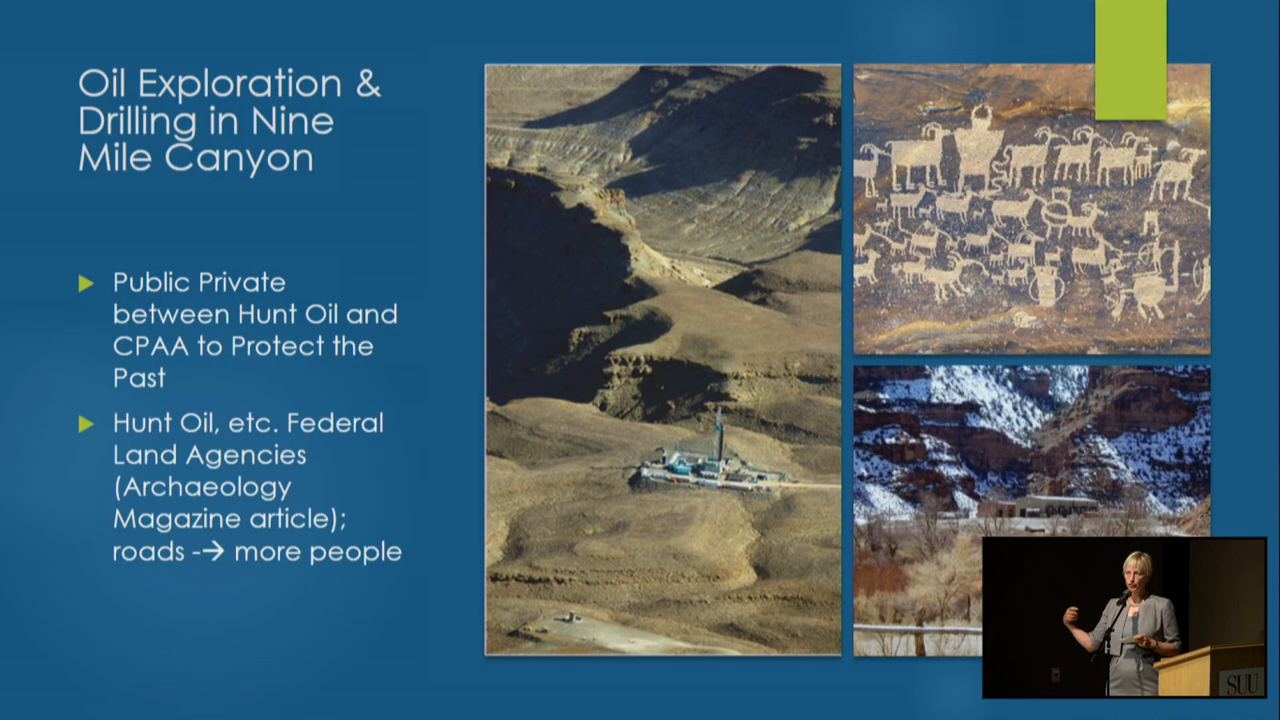 Oil Exploration &
Drilling in Nine
Mile Canyon
▶ Public Private
between Hunt Oil and
CPAA to Protect the
Past
▶ Hunt Oil, etc. Federal
Land Agencies
(Archaeology
Magazine article);
roads -→ more people
SUU